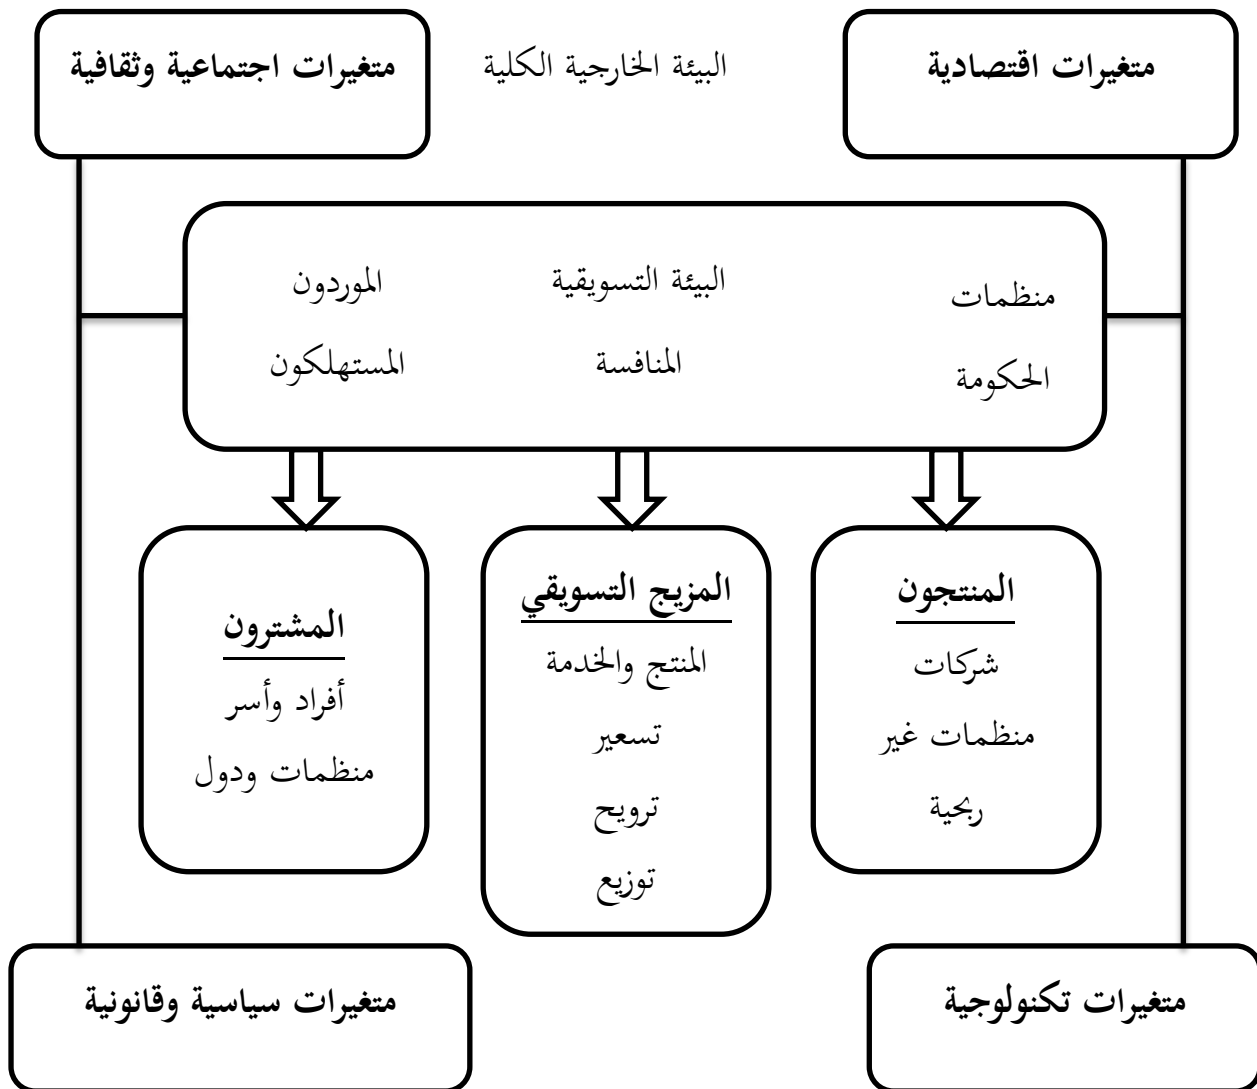 متغيرات اقتصادية
البيئة الخارجية الكلية
متغيرات اجتماعية وثقافية
منظمات
الحكومة
البيئة التسويقية
المنافسة
الموردون
المستهلكون
المنتجون
شركات
منظمات غير
ربحية
المزيج التسويقي
المنتج والخدمة
تسعير
ترويح
توزيع
المشترون
أفراد وأسر
منظمات ودول
متغيرات تكنولوجية
متغيرات سياسية وقانونية